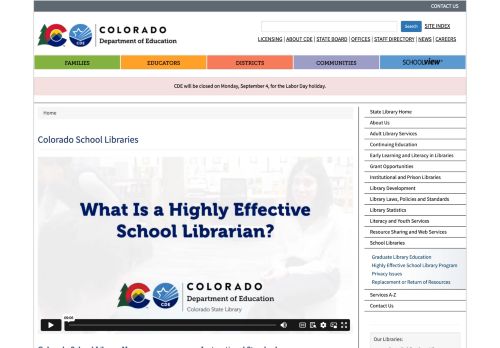 CONTACT US
COLORADO
Department of Education
CDE
Search
SITE INDEX
LICENSING | ABOUT CDE | STATE BOARD | OFFICES | STAFF DIRECTORY | NEWS | CAREERS
FAMILIES
EDUCATORS
DISTRICTS
COMMUNITIES
SCHOOLVIEW
CDE will be closed on Monday, September 4, for the Labor Day holiday.
Home
Colorado School Libraries
What Is a Highly Effective
School Librarian?
CDE
COLORADO
Department of Education
Colorado State Library
State Library Home
About Us
Adult Library Services
Continuing Education
Early Learning and Literacy in Libraries
Grant Opportunities
Institutional and Prison Libraries
Library Development
Library Laws, Policies and Standards
Library Statistics
Literacy and Youth Services
Resource Sharing and Web Services
School Libraries
Graduate Library Education
Highly Effective School Library Program
Privacy Issues
Replacement or Return of Resources
Services A-Z
Contact Us
Our Libraries: